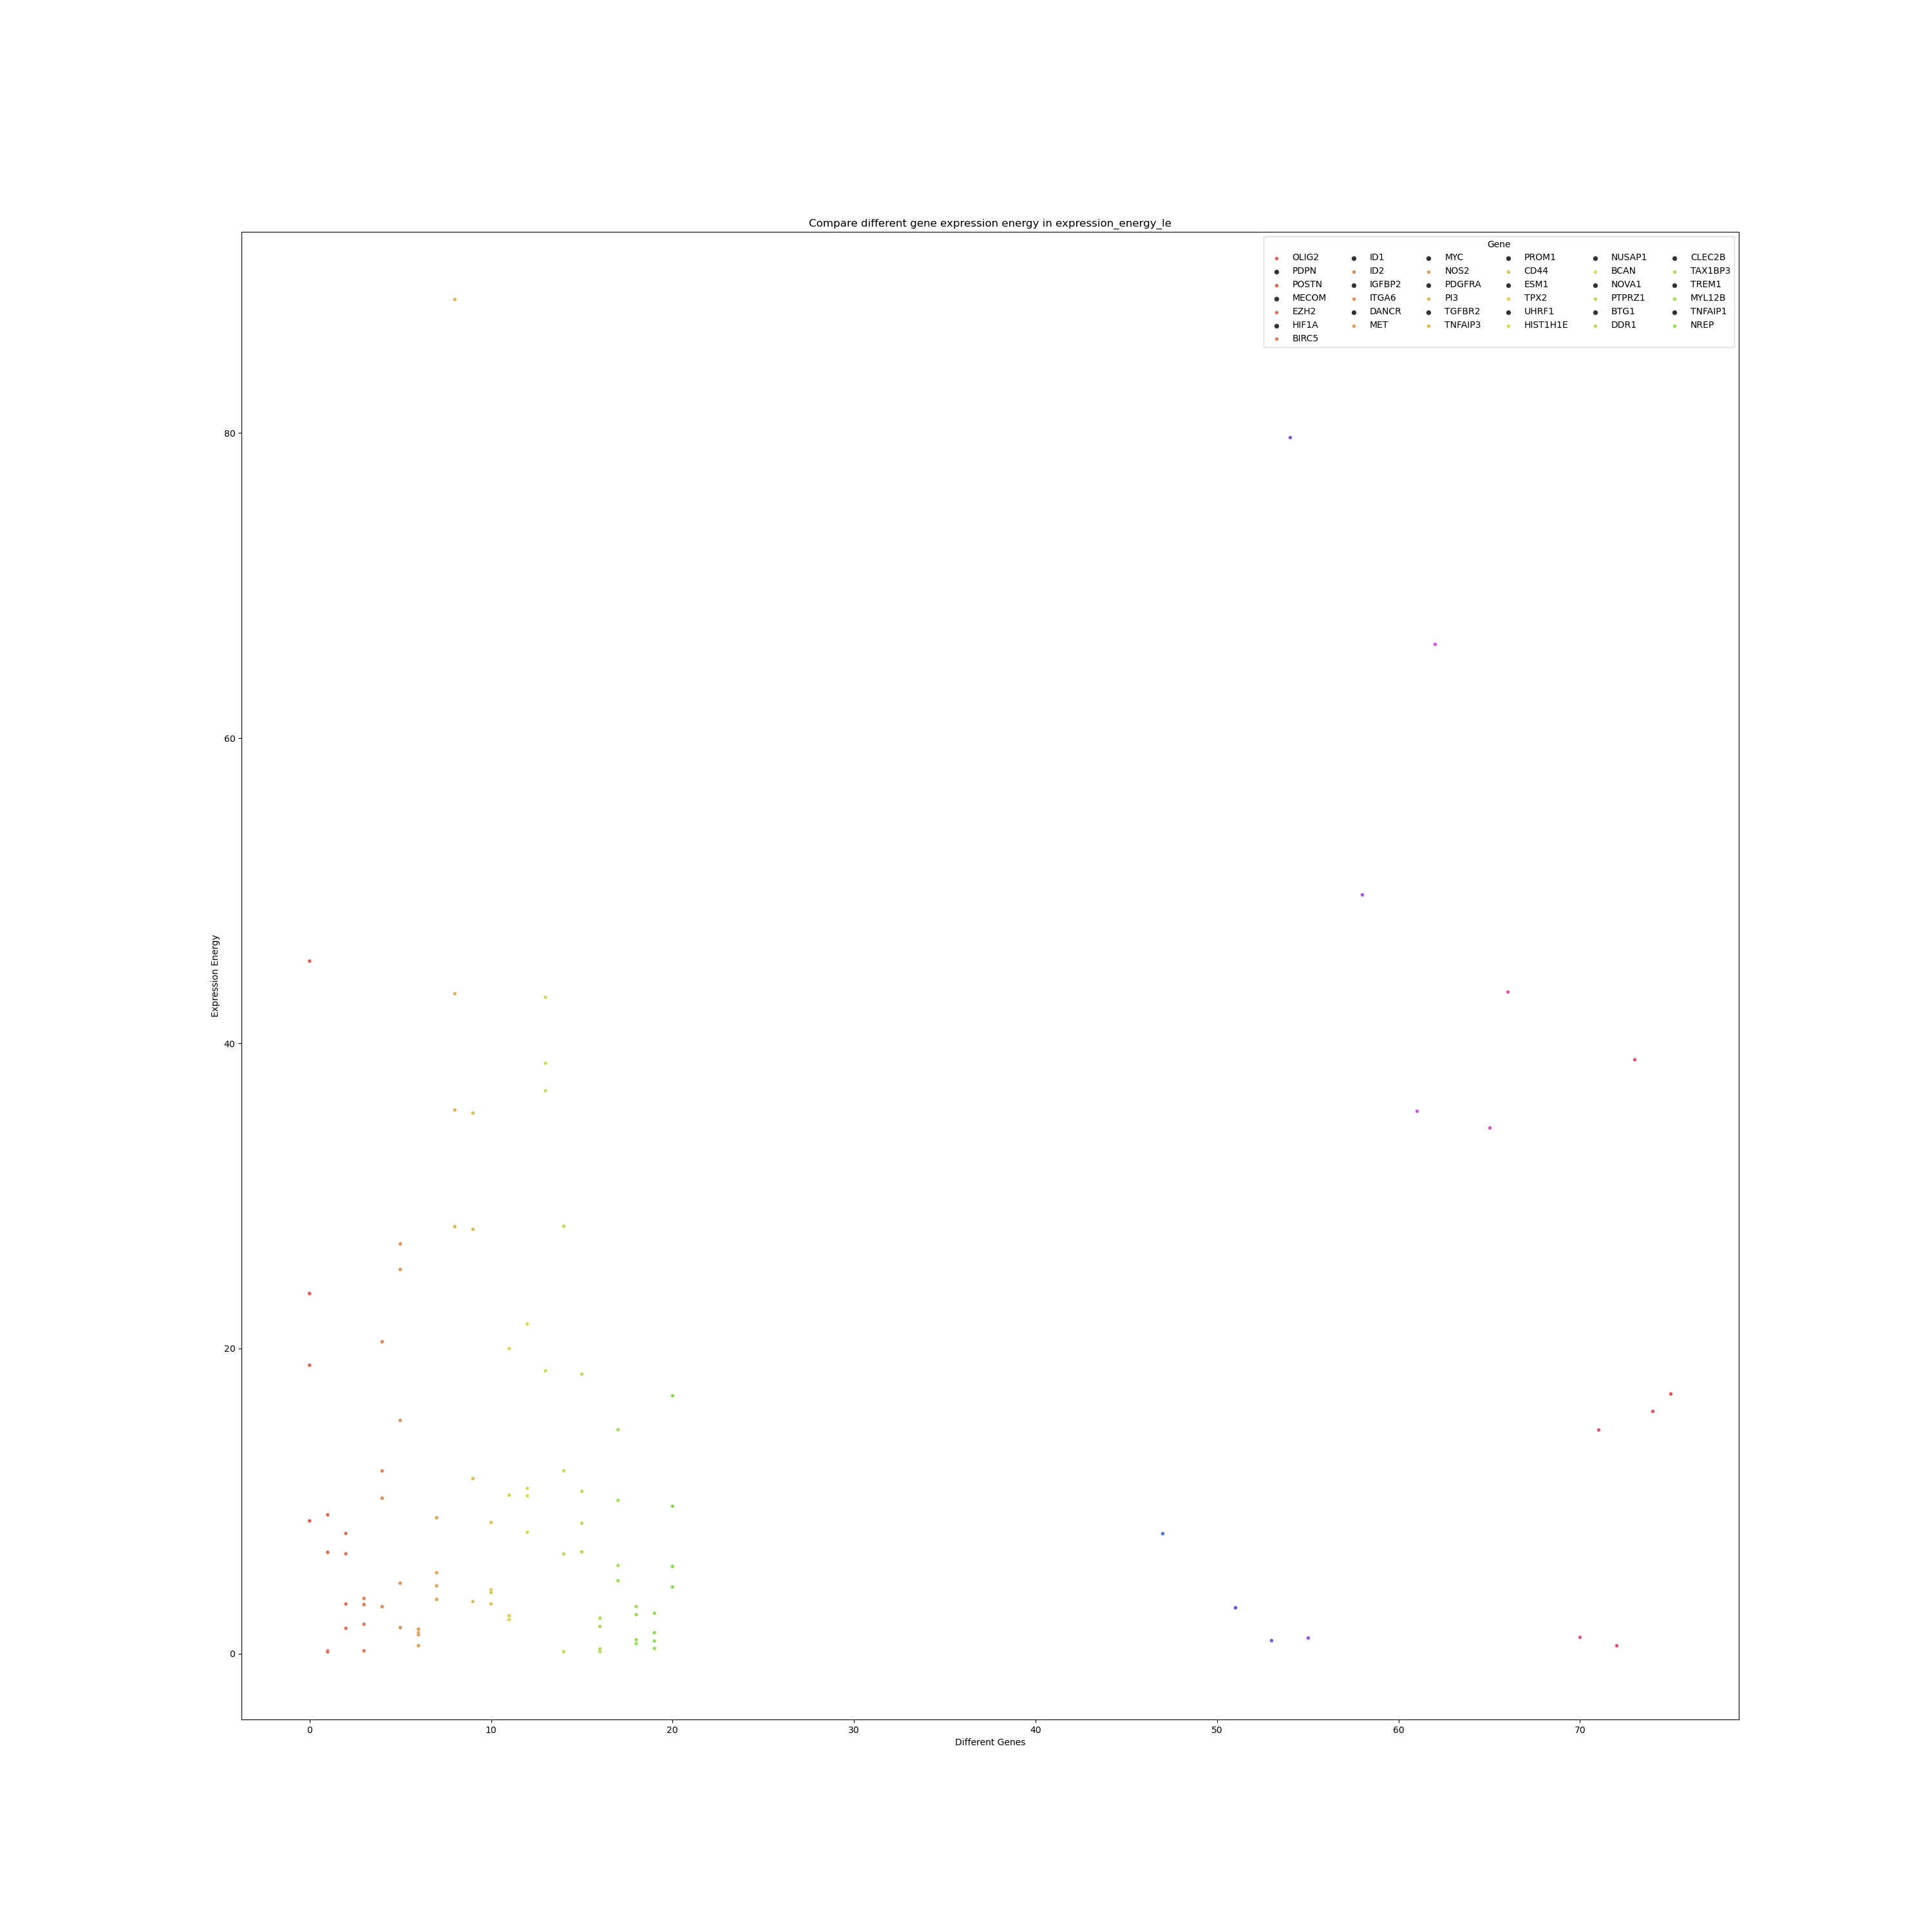 Compare different gene expression energy in expression_energy_le
Gene
OLIG2 ID1 MYC PROM1 NUSAP1 CLEC2B
PDPN ID2 NOS2 CD44 BCAN TAX1BP3
POSTN IGFBP2 PDGFRA ESM1 NOVA1 TREM1
MECOM ITGA6 PI3 TPX2 PTPRZ1 MYL12B
EZH2 DANCR TGFBR2 UHRF1 BTG1 TNFAIP1
HIF1A MET TNFAIP3 HIST1H1E DDR1 NREP
BIRC5
80
60
40
20
0
Expression Energy
0 10 20 30 40 50 60 70
Different Genes